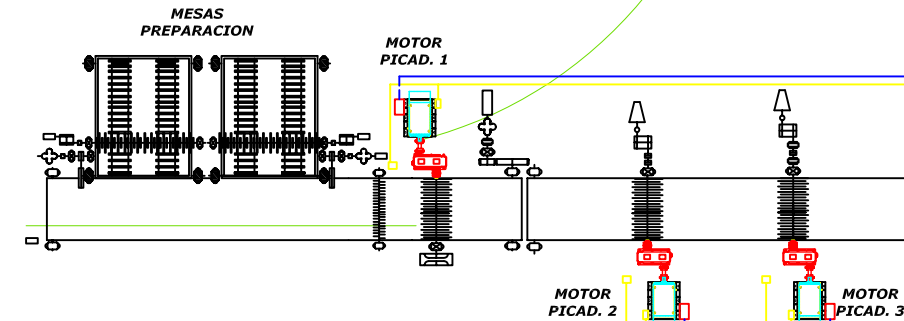 MESAS
PREPARACION
MOTOR
PICAD. 1
MOTOR
PICAD. 2
MOTOR
PICAD. 3